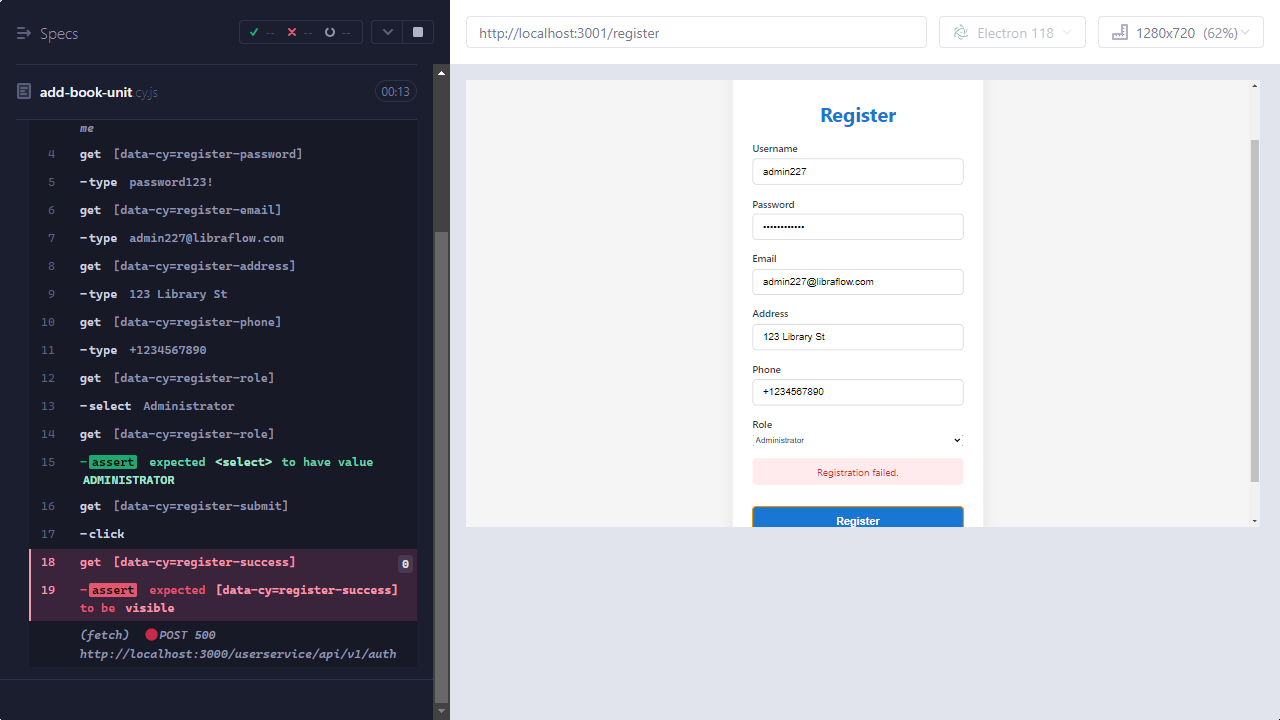 Specs
--
--
--
http://localhost:3001/register
Electron 118
1280x720 (62%)
add-book-unit.cy.js
00:13
me
4 get [data-cy=register-password]
5 -type password123!
6 get [data-cy=register-email]
7 -type admin227@libraflow.com
8 get [data-cy=register-address]
9 -type 123 Library St
10 get [data-cy=register-phone]
11 -type +1234567890
12 get [data-cy=register-role]
13 -select Administrator
14 get [data-cy=register-role]
15 -assert expected <select> to have value
ADMINISTRATOR
16 get [data-cy=register-submit]
17 -click
18 get [data-cy=register-success] 0
19 -assert expected [data-cy=register-success]
to be visible
(fetch) POST 500
http://localhost:3000/userservice/api/v1/auth
Register
Username
admin227
Password
••••••••••••
Email
admin227@libraflow.com
Address
123 Library St
Phone
+1234567890
Role
Administrator
Registration failed.
Register